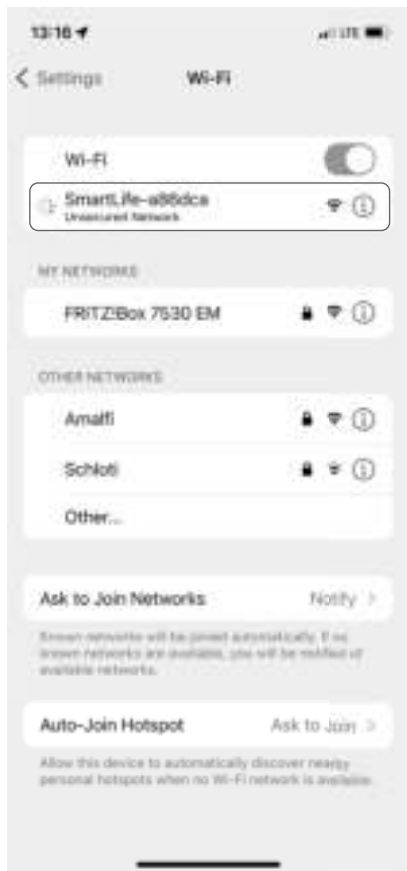 13:16
LTE
Settings
Wi-Fi
Wi-Fi
SmartLife-a86dca
Unsecured Network
MY NETWORKS
FRITZ!Box 7530 EM
OTHER NETWORKS
Amalfi
Schloti
Other...
Ask to Join Networks
Notify
Known networks will be joined automatically. If no
known networks are available, you will be notified of
available networks.
Auto-Join Hotspot
Ask to Join
Allow this device to automatically discover nearby
personal hotspots when no Wi-Fi network is available.